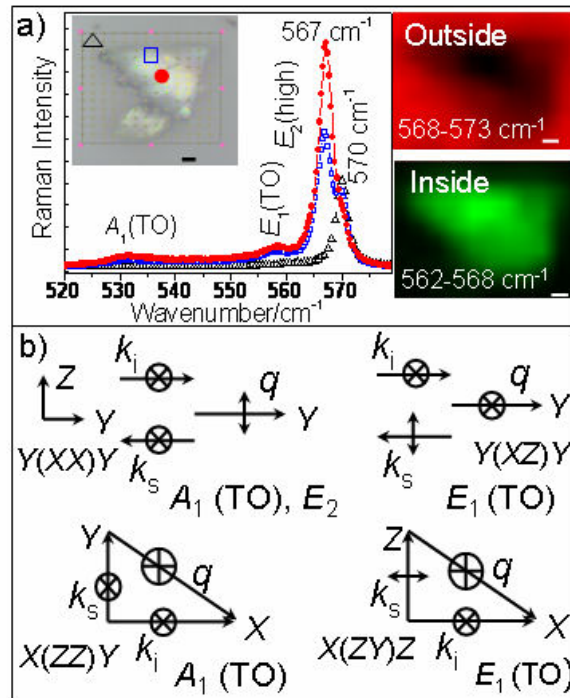 a)
567 cm⁻¹
E₂(high)
570 cm⁻¹
E₁(TO)
A₁(TO)
Raman Intensity
520 530 540 550 560 570
Wavenumber/cm⁻¹
Outside
568-573 cm⁻¹
Inside
562-568 cm⁻¹
b)
Z
Y
kᵢ
q
Y
kₛ
Y(XX)Y
A₁ (TO), E₂
kᵢ
q
Y
kₛ
Y(XZ)Y
E₁ (TO)
Y
q
kₛ
X
X(ZZ)Y
kᵢ
A₁ (TO)
Z
q
kₛ
X
X(ZY)Z
kᵢ
E₁ (TO)